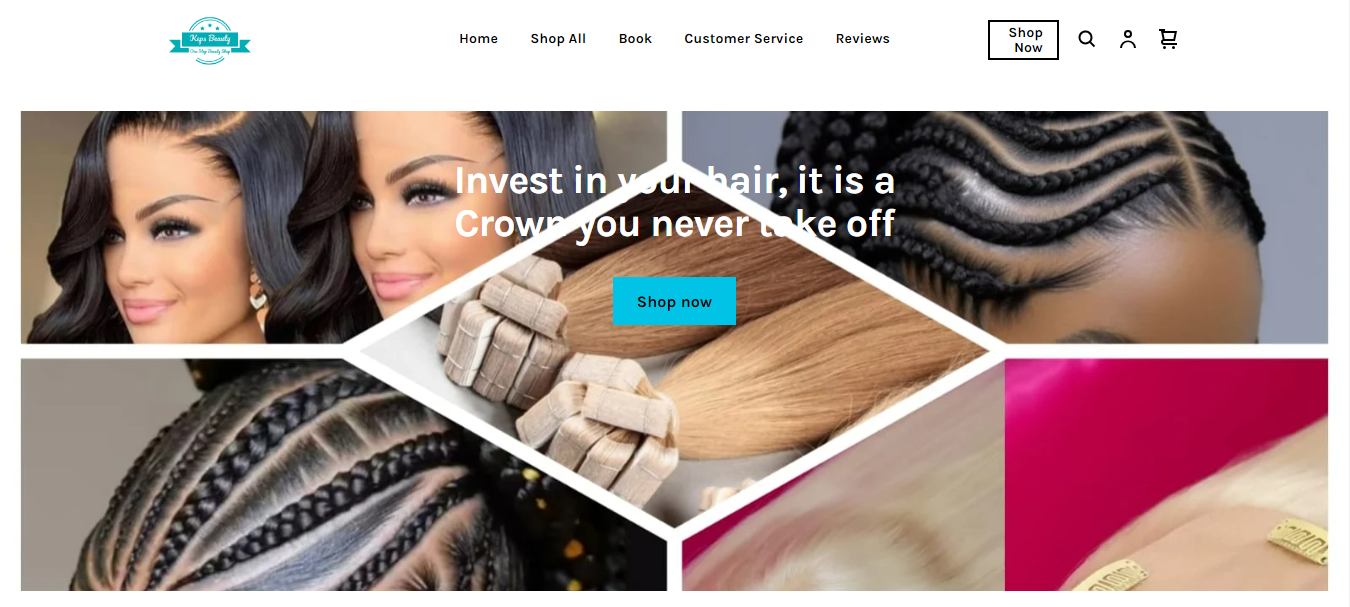 Kaps Beauty
One Stop Beauty Shop
Home
Shop All
Book
Customer Service
Reviews
Shop
Now
Invest in your hair, it is a
Crown you never take off
Shop now